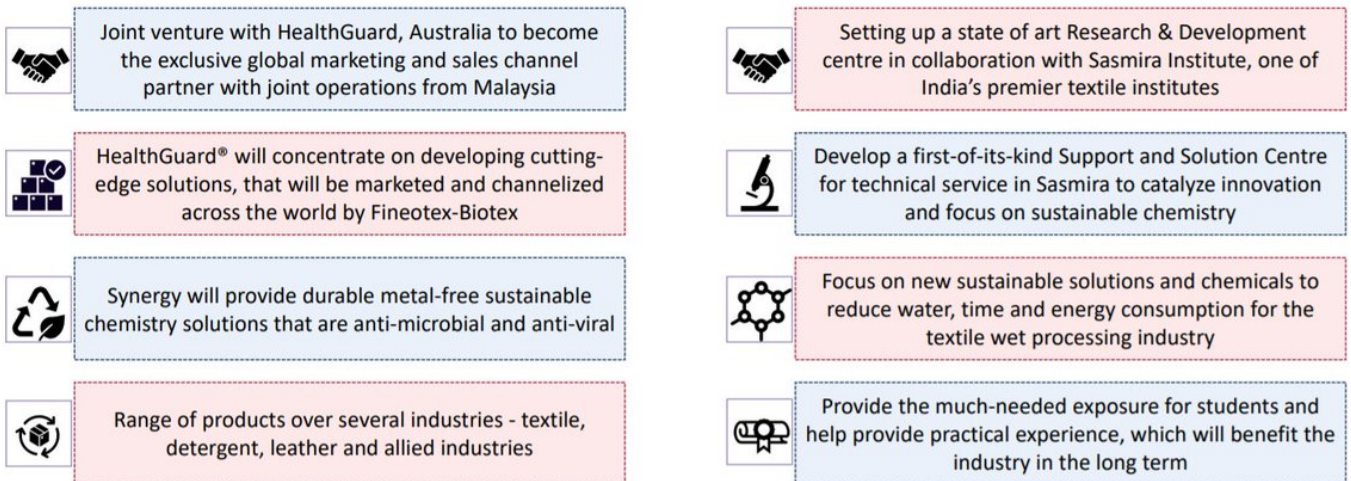 Joint venture with HealthGuard, Australia to become
the exclusive global marketing and sales channel
partner with joint operations from Malaysia
HealthGuard® will concentrate on developing cutting-
edge solutions, that will be marketed and channelized
across the world by Fineotex-Biotex
Synergy will provide durable metal-free sustainable
chemistry solutions that are anti-microbial and anti-viral
Range of products over several industries - textile,
detergent, leather and allied industries
Setting up a state of art Research & Development
centre in collaboration with Sasmira Institute, one of
India’s premier textile institutes
Develop a first-of-its-kind Support and Solution Centre
for technical service in Sasmira to catalyze innovation
and focus on sustainable chemistry
Focus on new sustainable solutions and chemicals to
reduce water, time and energy consumption for the
textile wet processing industry
Provide the much-needed exposure for students and
help provide practical experience, which will benefit the
industry in the long term